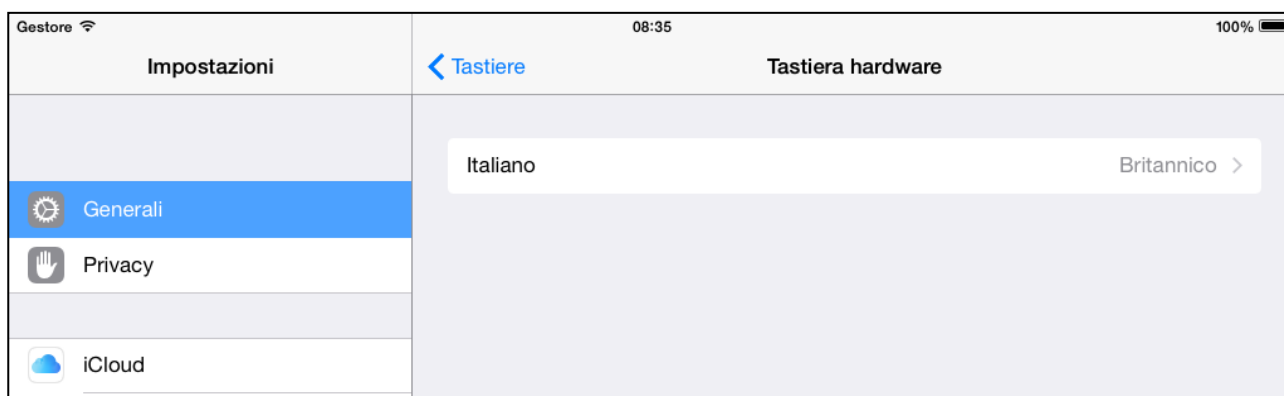 Gestore 08:35 100%
Impostazioni
Tastiere Tastiera hardware
Italiano Britannico
Generali
Privacy
iCloud